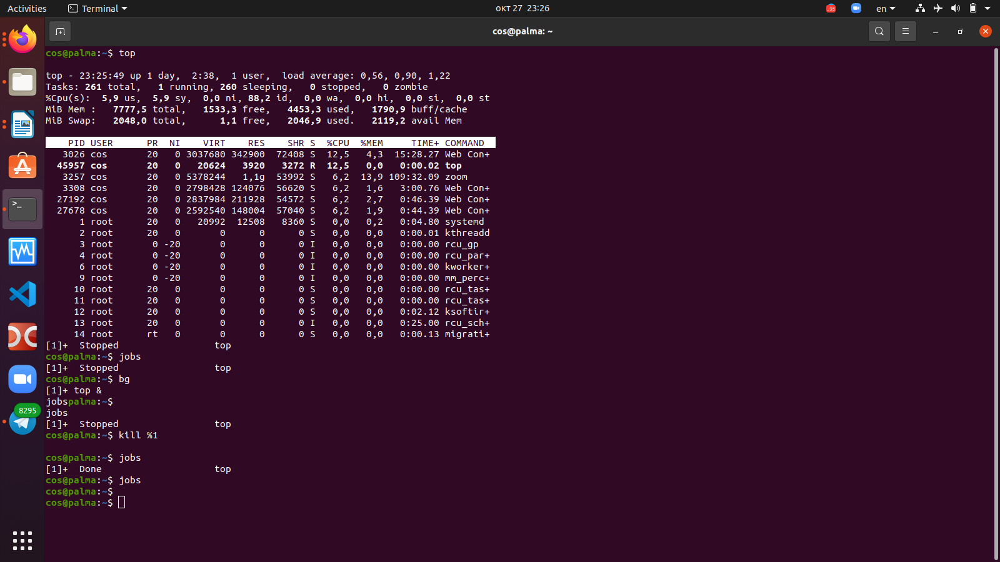 Activities
Terminal
окт 27 23:26
en
cos@palma: ~
cos@palma:~$ top
top - 23:25:49 up 1 day,  2:38,  1 user,  load average: 0,56, 0,90, 1,22
Tasks: 261 total,   1 running, 260 sleeping,   0 stopped,   0 zombie
%Cpu(s):  5,9 us,  5,9 sy,  0,0 ni, 88,2 id,  0,0 wa,  0,0 hi,  0,0 si,  0,0 st
MiB Mem :   7777,5 total,   1533,3 free,   4453,3 used,   1790,9 buff/cache
MiB Swap:   2048,0 total,      1,1 free,   2046,9 used.   2119,2 avail Mem
    PID USER      PR  NI    VIRT    RES    SHR S  %CPU  %MEM     TIME+ COMMAND
   3026 cos       20   0 3037680 342900  72408 S  12,5   4,3  15:28.27 Web Con+
  45957 cos       20   0   20624   3920   3272 R  12,5   0,0   0:00.02 top
   3257 cos       20   0 5378244   1,1g  53992 S   6,2  13,9 109:32.09 zoom
   3308 cos       20   0 2798428 124076  56620 S   6,2   1,6   3:00.76 Web Con+
  27192 cos       20   0 2837984 211928  54572 S   6,2   2,7   0:46.39 Web Con+
  27678 cos       20   0 2592540 148004  57040 S   6,2   1,9   0:44.39 Web Con+
      1 root      20   0   20992  12508   8360 S   0,0   0,2   0:04.80 systemd
      2 root      20   0       0      0      0 S   0,0   0,0   0:00.01 kthreadd
      3 root       0 -20       0      0      0 I   0,0   0,0   0:00.00 rcu_gp
      4 root       0 -20       0      0      0 I   0,0   0,0   0:00.00 rcu_par+
      6 root       0 -20       0      0      0 I   0,0   0,0   0:00.00 kworker+
      9 root       0 -20       0      0      0 I   0,0   0,0   0:00.00 mm_perc+
     10 root      20   0       0      0      0 S   0,0   0,0   0:00.00 rcu_tas+
     11 root      20   0       0      0      0 S   0,0   0,0   0:00.00 rcu_tas+
     12 root      20   0       0      0      0 S   0,0   0,0   0:02.12 ksoftir+
     13 root      20   0       0      0      0 I   0,0   0,0   0:25.00 rcu_sch+
     14 root      rt   0       0      0      0 S   0,0   0,0   0:00.13 migrati+
[1]+  Stopped                 top
cos@palma:~$ jobs
[1]+  Stopped                 top
cos@palma:~$ bg
[1]+ top &
jobspalma:~$
jobs
[1]+  Stopped                 top
cos@palma:~$ kill %1
cos@palma:~$ jobs
[1]+  Done                    top
cos@palma:~$ jobs
cos@palma:~$
cos@palma:~$
8295